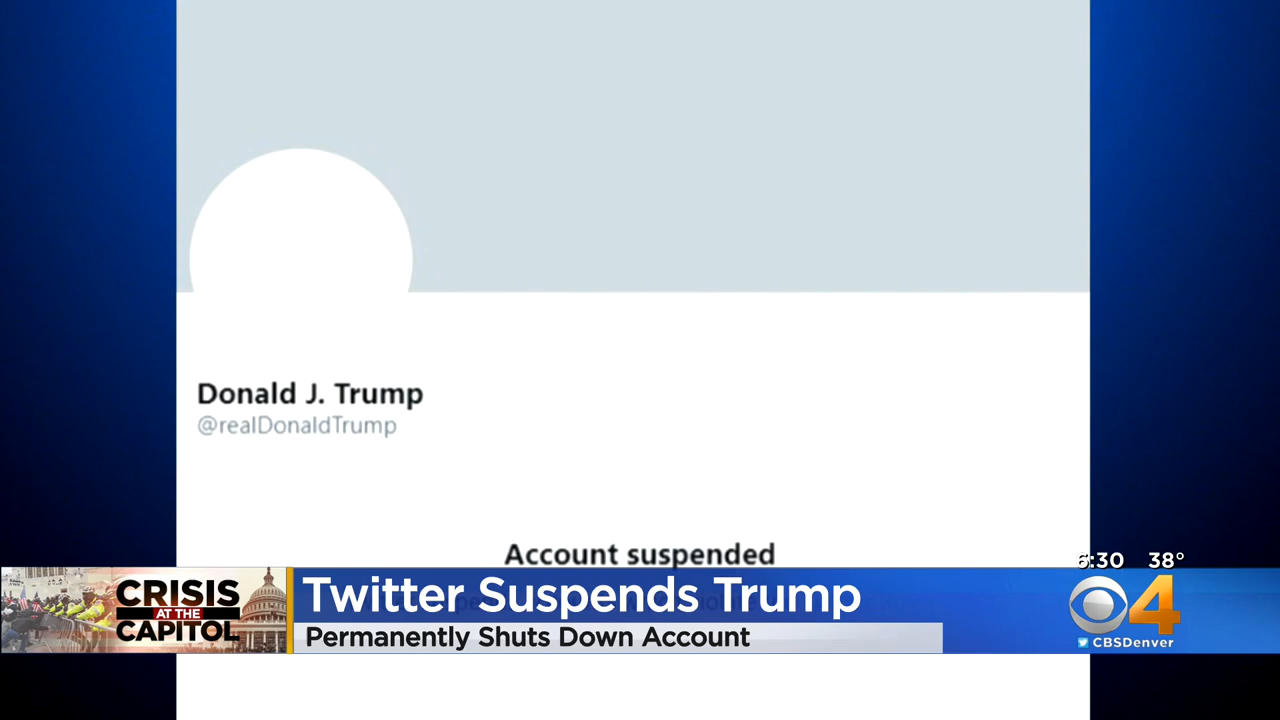 Donald J. Trump
@realDonaldTrump
Account suspended
6:30 38°
CRISIS
AT THE
CAPITOL
Twitter Suspends Trump
Permanently Shuts Down Account
4
CBSDenver